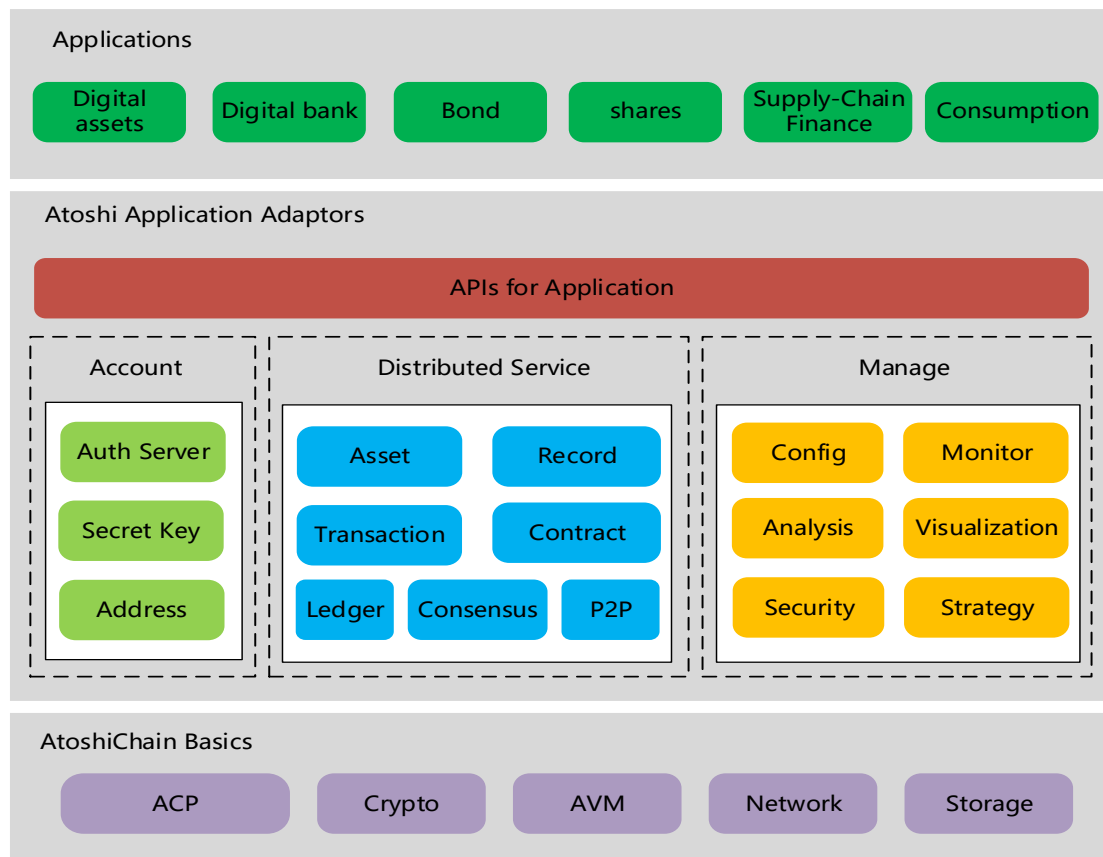 Applications
Digital
assets
Digital bank
Bond
shares
Supply-Chain
Finance
Consumption
Atoshi Application Adaptors
APIs for Application
Account
Auth Server
Secret Key
Address
Distributed Service
Asset
Record
Transaction
Contract
Ledger
Consensus
P2P
Manage
Config
Monitor
Analysis
Visualization
Security
Strategy
AtoshiChain Basics
ACP
Crypto
AVM
Network
Storage